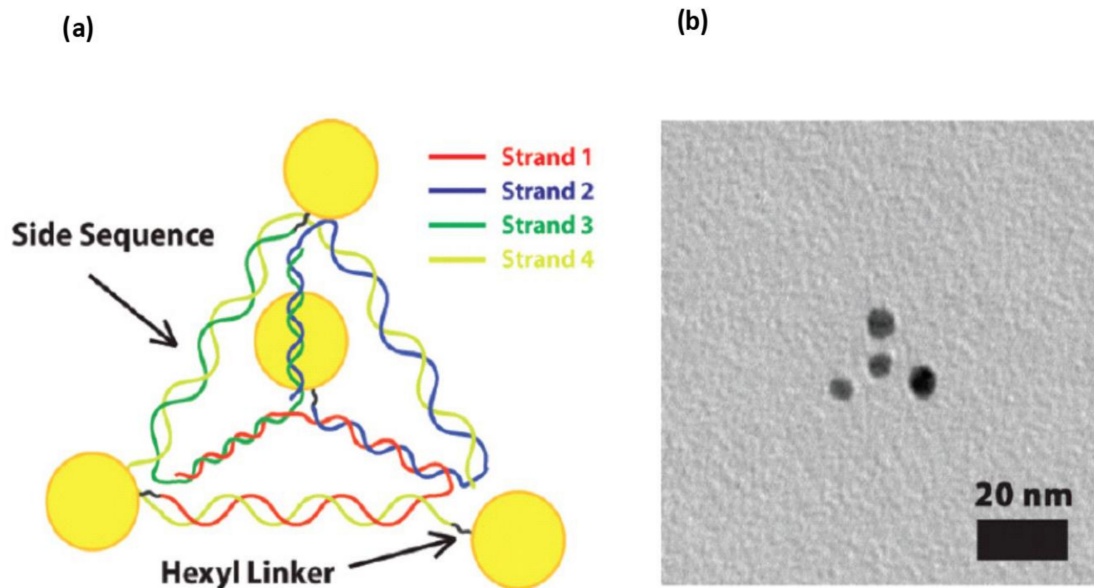 (a)
(b)
Strand 1
Strand 2
Strand 3
Strand 4
Side Sequence
Hexyl Linker
20 nm